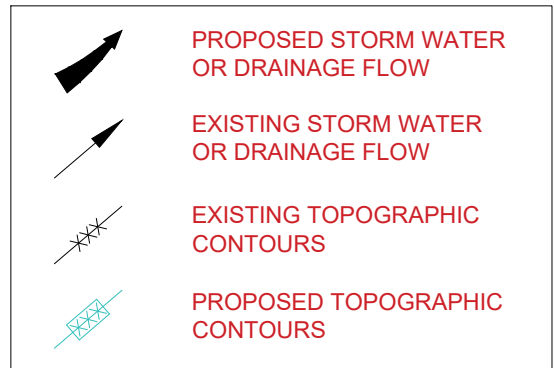 PROPOSED STORM WATER
OR DRAINAGE FLOW
EXISTING STORM WATER
OR DRAINAGE FLOW
EXISTING TOPOGRAPHIC
CONTOURS
PROPOSED TOPOGRAPHIC
CONTOURS